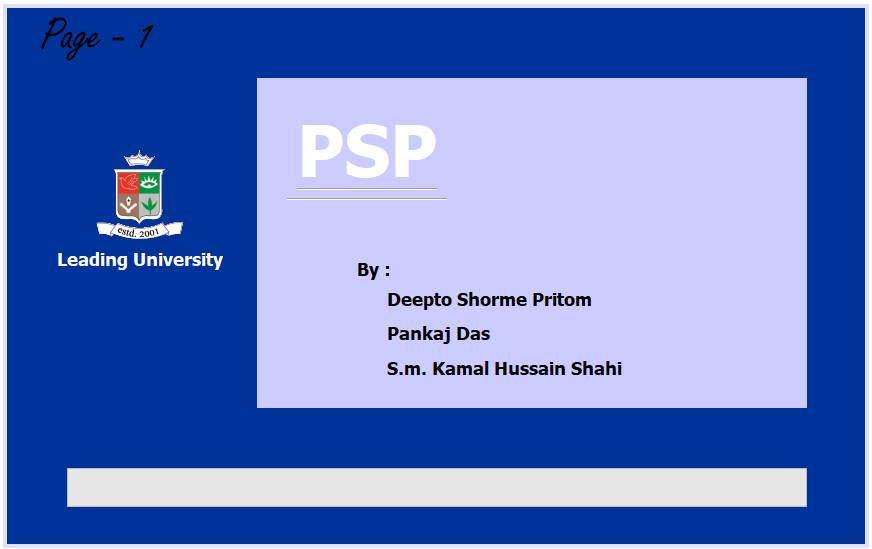 Page - 1
PSP
estd. 2001
Leading University
By :
Deepto Shorme Pritom
Pankaj Das
S.m. Kamal Hussain Shahi